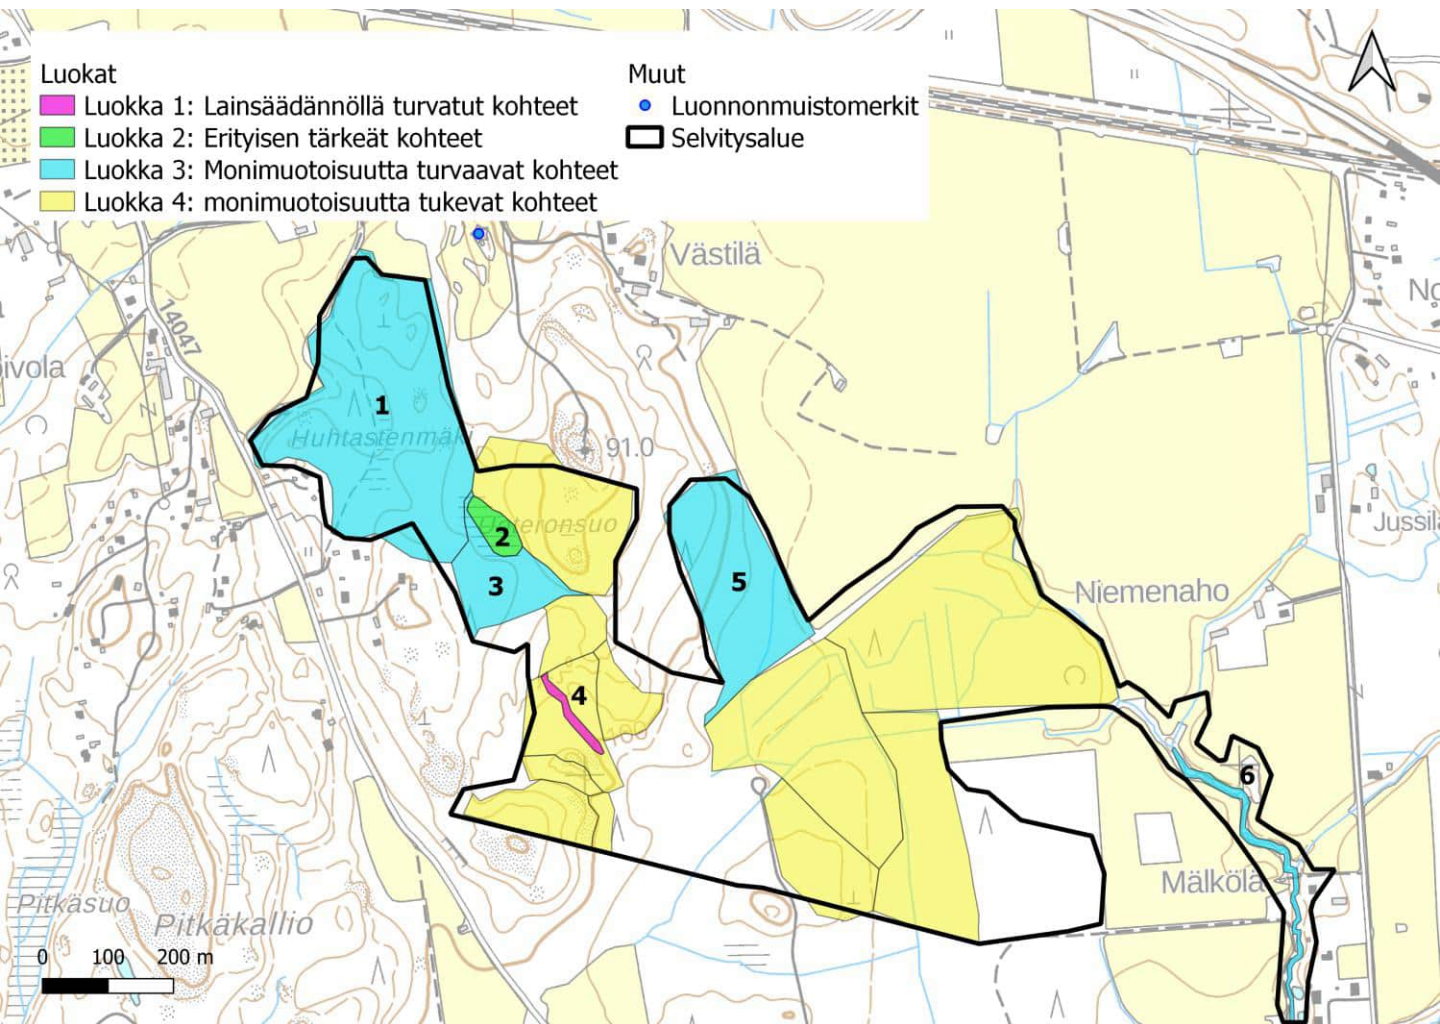 Luokat
Luokka 1: Lainsäädännöllä turvatut kohteet
Luokka 2: Erityisen tärkeät kohteet
Luokka 3: Monimuotoisuutta turvaavat kohteet
Luokka 4: monimuotoisuutta tukevat kohteet
Muut
Luonnonmuistomerkit
Selvitysalue
Västilä
14047
ivola
No
1
Huhtastenmäki
91.0
2
3
5
Jussila
Niemenaho
4
100
6
Mälkölä
Pitkäsuo
Pitkäkallio
0 100 200 m